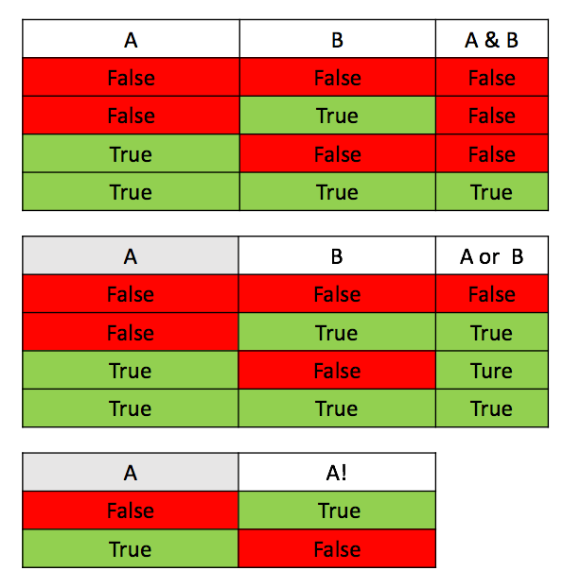 A B A & B
False False False
False True False
True False False
True True True
A B A or B
False False False
False True True
True False Ture
True True True
A A!
False True
True False